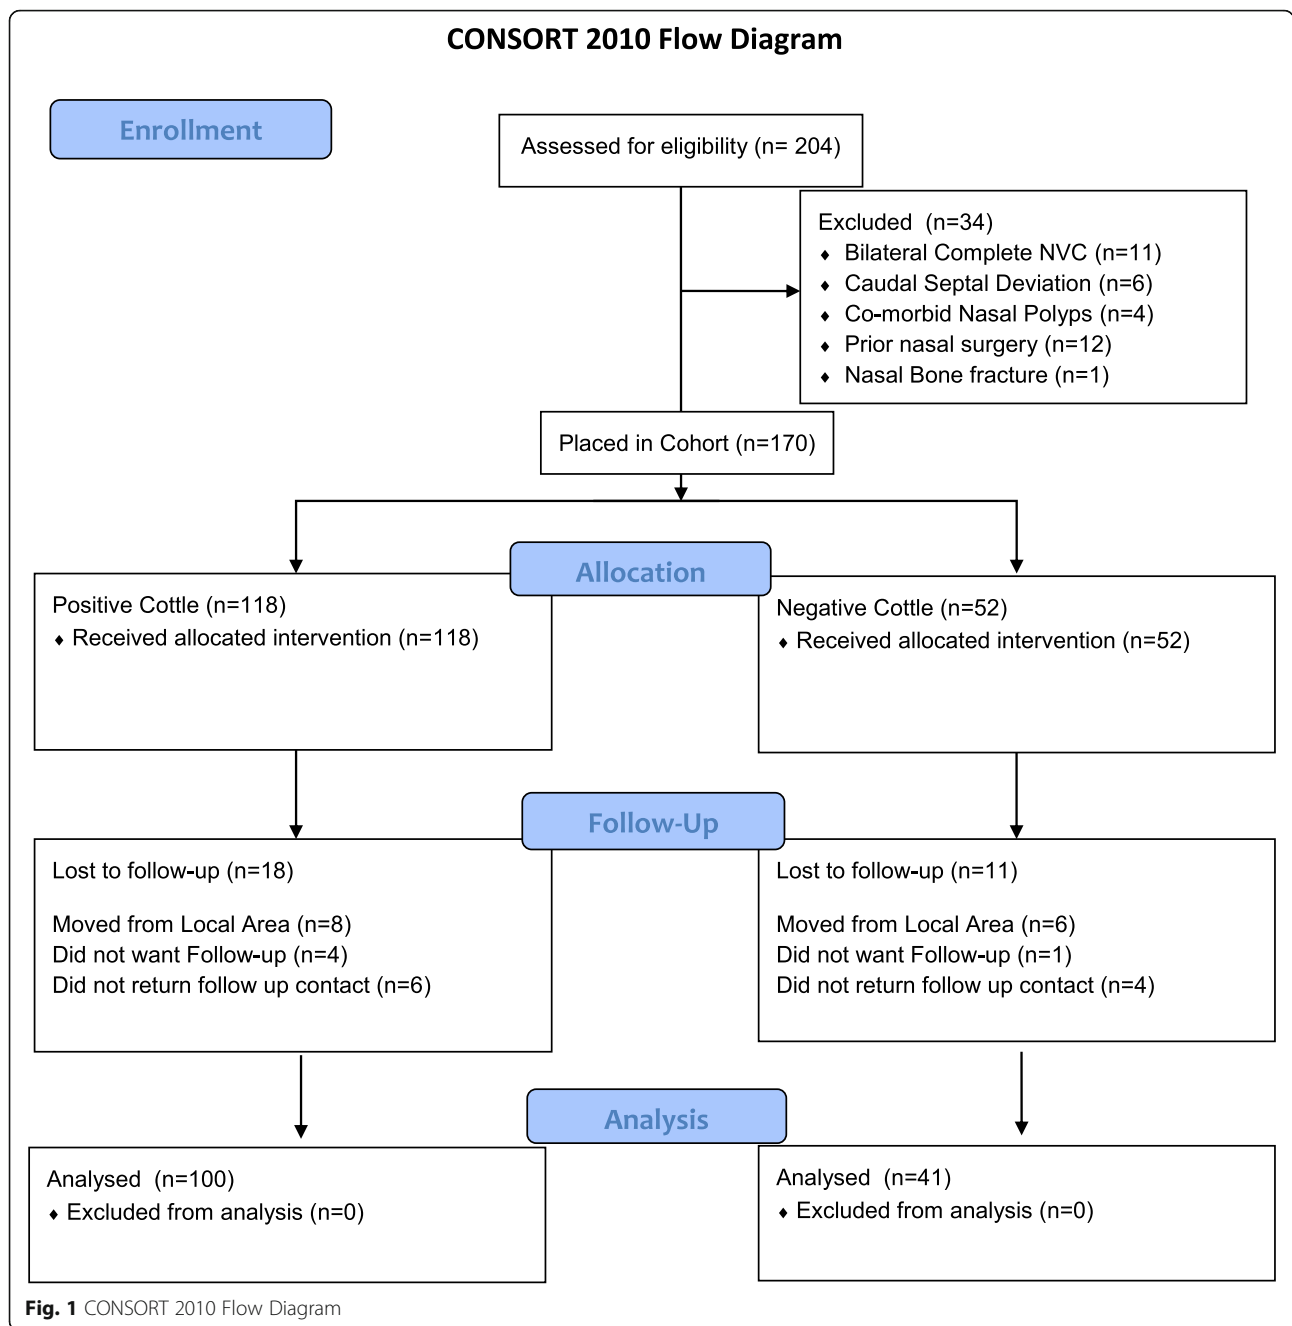 CONSORT 2010 Flow Diagram
Enrollment
Assessed for eligibility (n= 204)
Excluded (n=34)
♦ Bilateral Complete NVC (n=11)
♦ Caudal Septal Deviation (n=6)
♦ Co-morbid Nasal Polyps (n=4)
♦ Prior nasal surgery (n=12)
♦ Nasal Bone fracture (n=1)
Placed in Cohort (n=170)
Allocation
Positive Cottle (n=118)
♦ Received allocated intervention (n=118)
Negative Cottle (n=52)
♦ Received allocated intervention (n=52)
Follow-Up
Lost to follow-up (n=18)
Moved from Local Area (n=8)
Did not want Follow-up (n=4)
Did not return follow up contact (n=6)
Lost to follow-up (n=11)
Moved from Local Area (n=6)
Did not want Follow-up (n=1)
Did not return follow up contact (n=4)
Analysis
Analysed (n=100)
♦ Excluded from analysis (n=0)
Analysed (n=41)
♦ Excluded from analysis (n=0)
Fig. 1 CONSORT 2010 Flow Diagram